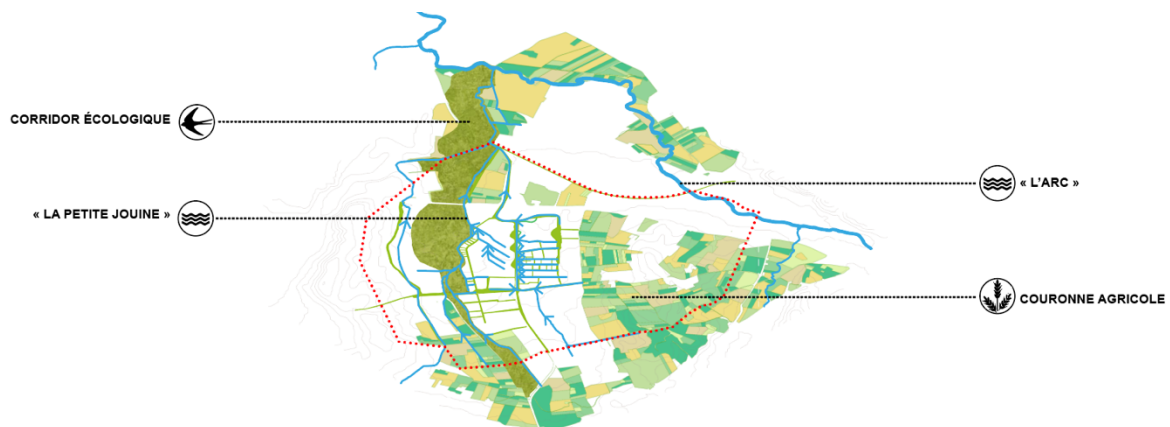 CORRIDOR ÉCOLOGIQUE
« L'ARC »
« LA PETITE JOUINE »
COURONNE AGRICOLE